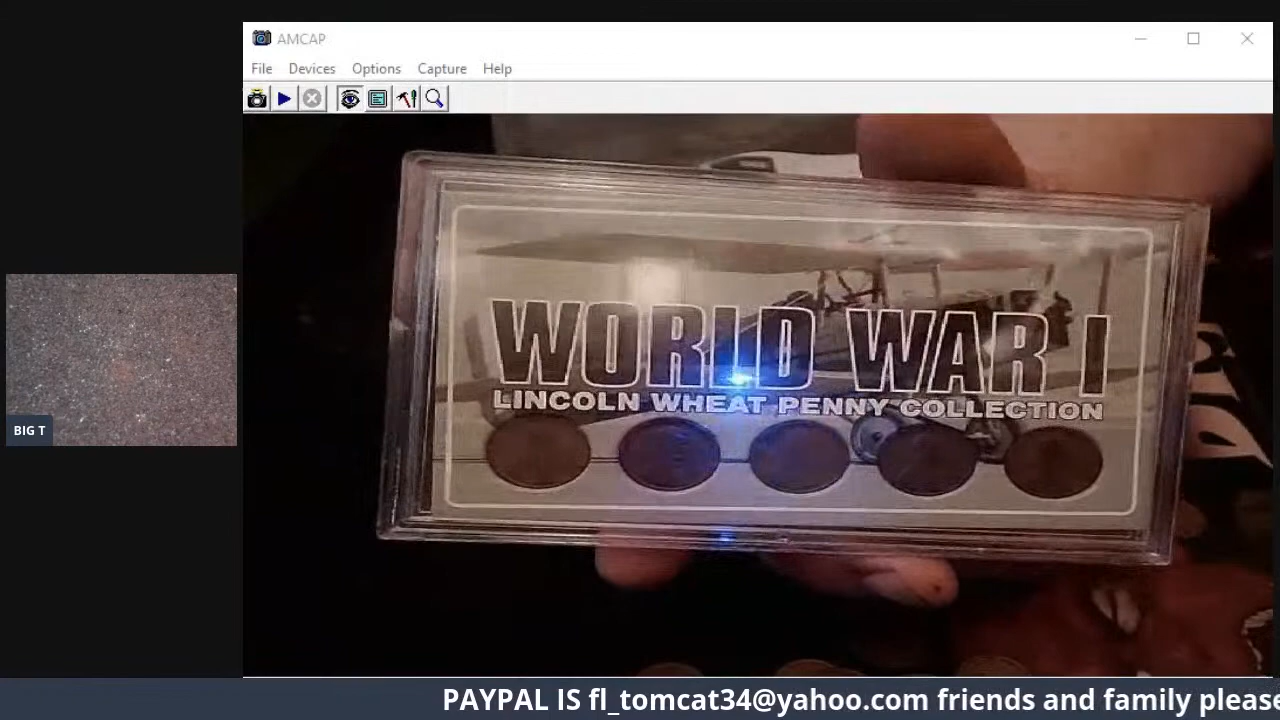 AMCAP
File Devices Options Capture Help
WORLD WAR I
LINCOLN WHEAT PENNY COLLECTION
BIG T
PAYPAL IS fl_tomcat34@yahoo.com friends and family please